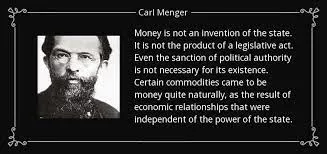 Carl Menger
Money is not an invention of the state.
It is not the product of a legislative act.
Even the sanction of political authority
is not necessary for its existence.
Certain commodities came to be
money quite naturally, as the result of
economic relationships that were
independent of the power of the state.